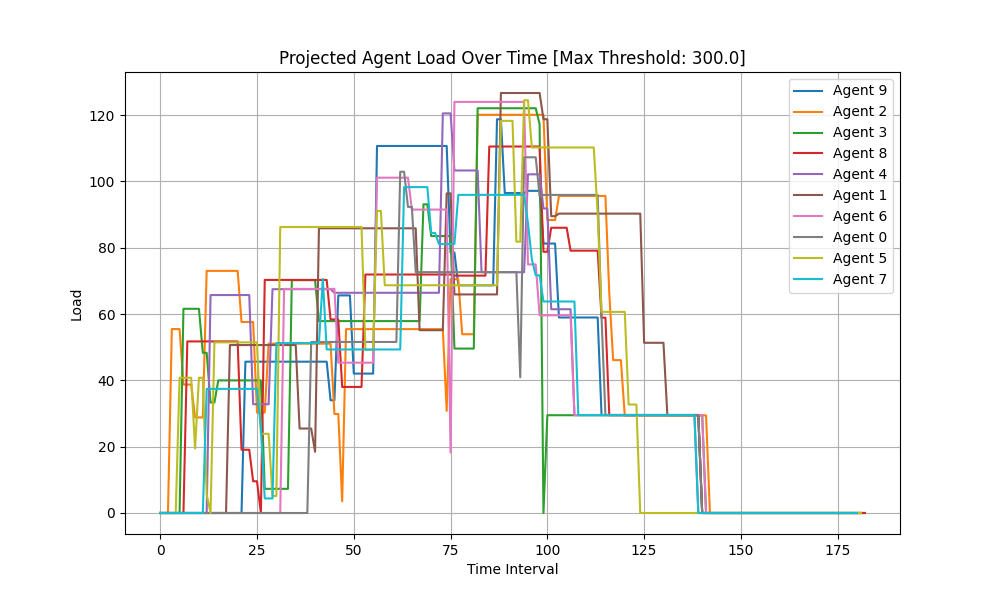 Projected Agent Load Over Time [Max Threshold: 300.0]
Load
120
100
80
60
40
20
0
0 25 50 75 100 125 150 175
Time Interval
Agent 9
Agent 2
Agent 3
Agent 8
Agent 4
Agent 1
Agent 6
Agent 0
Agent 5
Agent 7